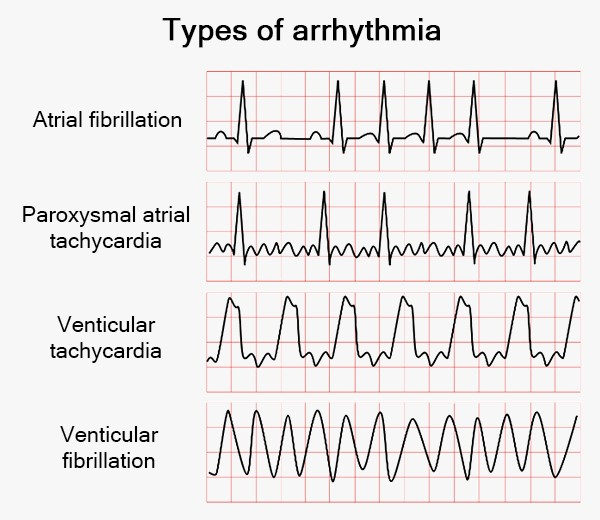 Types of arrhythmia
Atrial fibrillation
Paroxysmal atrial
tachycardia
Venticular
tachycardia
Venticular
fibrillation